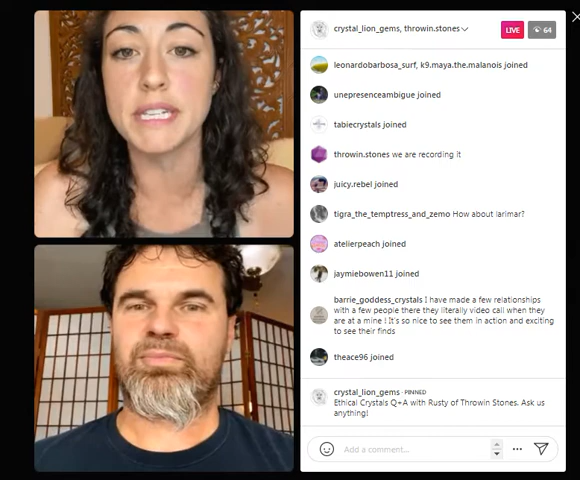 crystal_lion_gems, throwin.stones
LIVE
64
leonardobarbosa_surf, k9.maya.the.malanois joined
unepresenceambigue joined
tabiecrystals joined
throwin.stones we are recording it
juicy.rebel joined
tigra_the_temptress_and_zemo How about larimar?
atelierpeach joined
jaymiebowen11 joined
barrie_goddess_crystals I have made a few relationships
with a few people there they literally video call when they
are at a mine ! It's so nice to see them in action and exciting
to see their finds
theace96 joined
crystal_lion_gems · PINNED
Ethical Crystals Q+A with Rusty of Throwin Stones. Ask us
anything!
Add a comment...